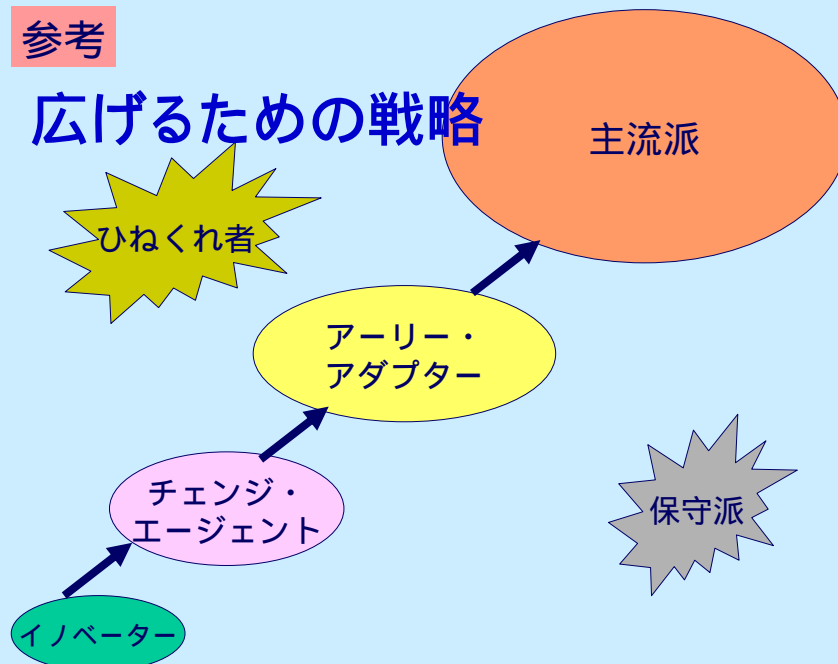 参考
広げるための戦略
主流派
ひねくれ者
アーリー・
アダプター
チェンジ・
エージェント
保守派
イノベーター